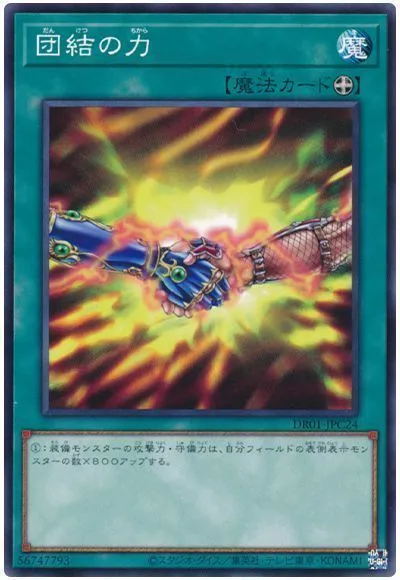 団結の力
魔
【魔法カード】
DR01-JPC24
①：装備モンスターの攻撃力・守備力は、自分フィールドの表側表示モ
ンスターの数×８００アップする。
56747793
©スタジオ・ダイス／集英社・テレビ東京・KONAMI